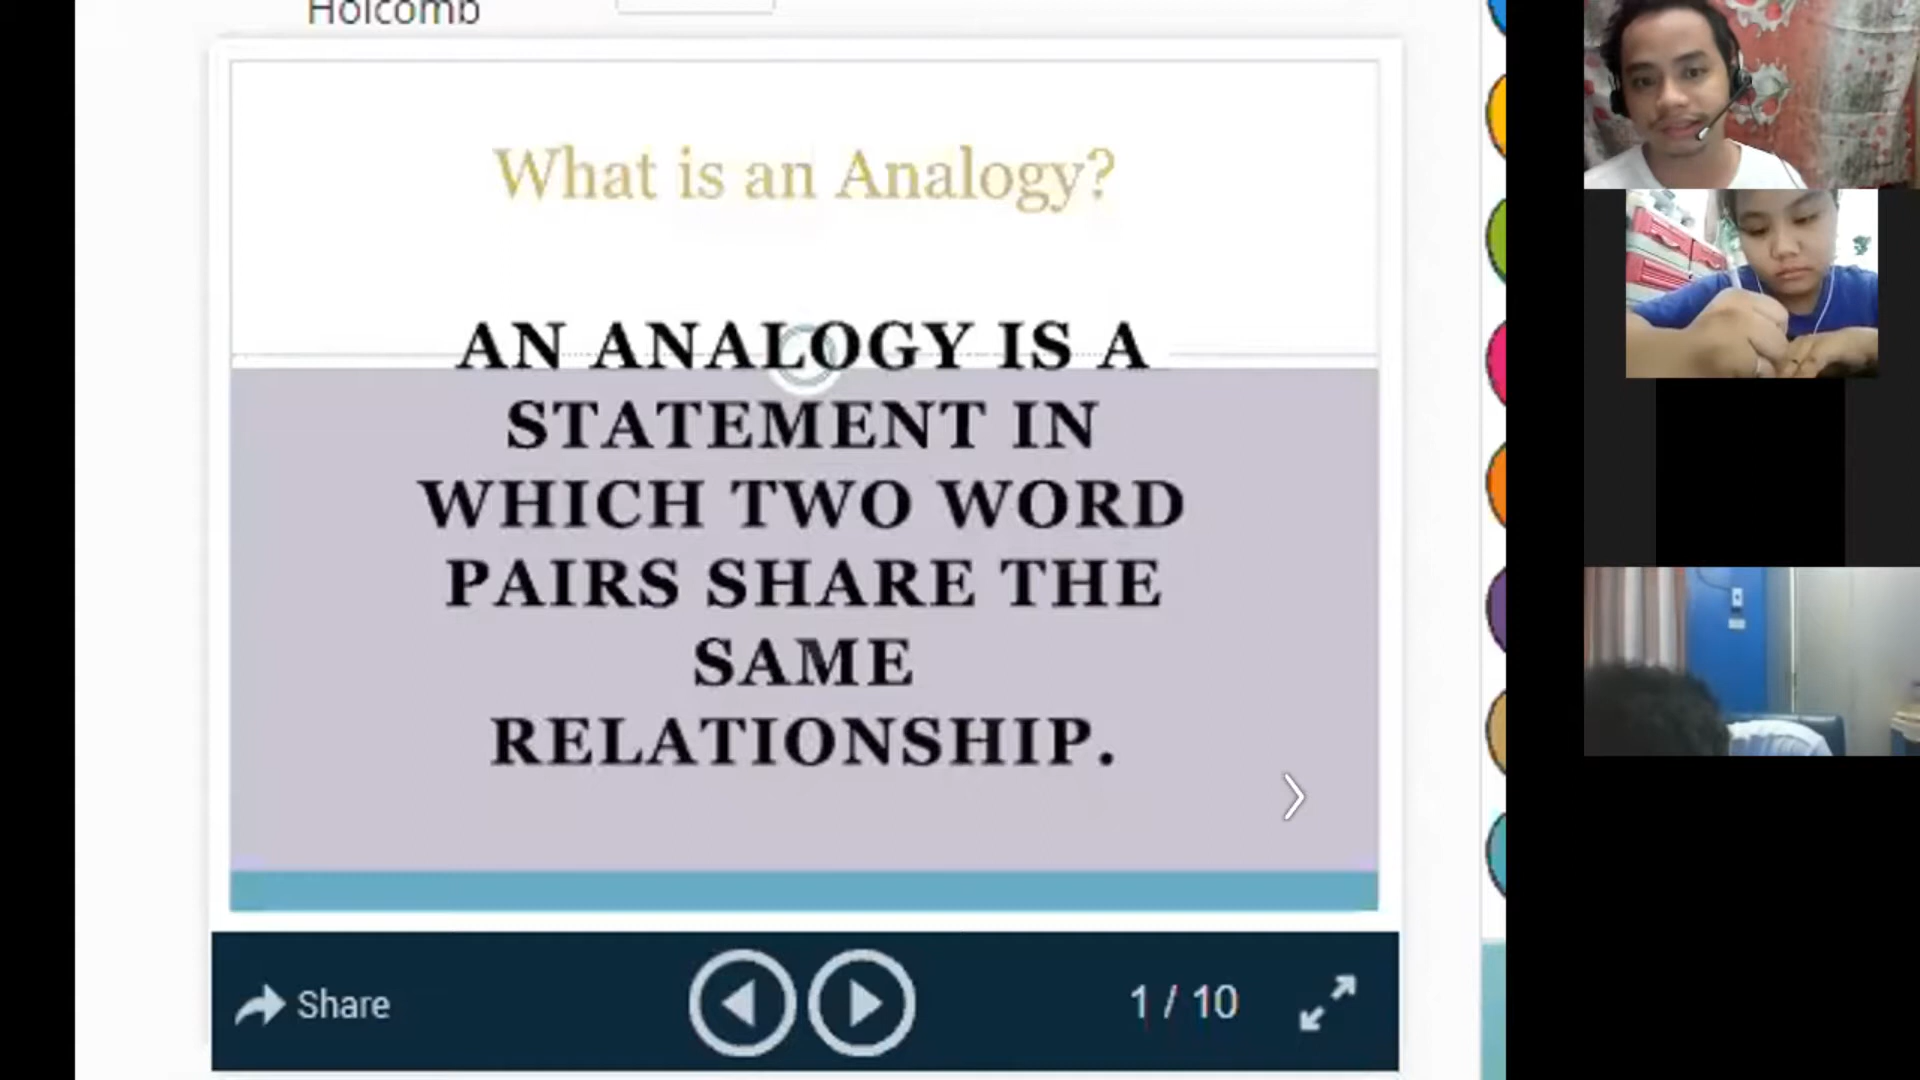 Holcomb
What is an Analogy?
AN ANALOGY IS A
STATEMENT IN
WHICH TWO WORD
PAIRS SHARE THE
SAME
RELATIONSHIP.
Share
1 / 10